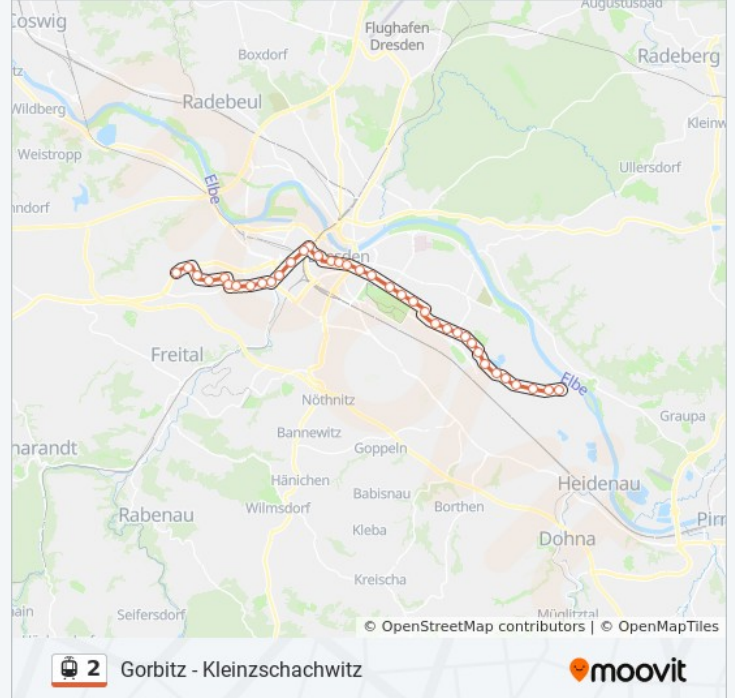 Coswig
Augustusbad
Flughafen
Dresden
Boxdorf
Radeberg
Radebeul
Wildberg
Kleinw
Weistropp
Ullersdorf
Elbe
ndorf
Dresden
Freital
Elbe
Nöthnitz
Graupa
Bannewitz
Goppeln
harandt
Hänichen
Heidenau
Babisnau
Wilmsdorf
Borthen
Rabenau
Pirn
Kleba
Dohna
Kreischa
Seifersdorf
Müglitztal
© OpenStreetMap contributors | © OpenMapTiles
2 Gorbitz - Kleinzschachwitz
moovit